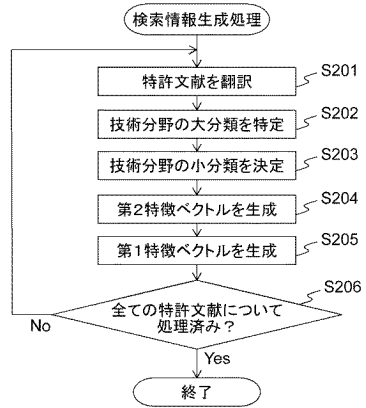 検索情報生成処理
特許文献を翻訳
S201
技術分野の大分類を特定
S202
技術分野の小分類を決定
S203
第2特徴ベクトルを生成
S204
第1特徴ベクトルを生成
S205
全ての特許文献について
処理済み?
S206
No
Yes
終了